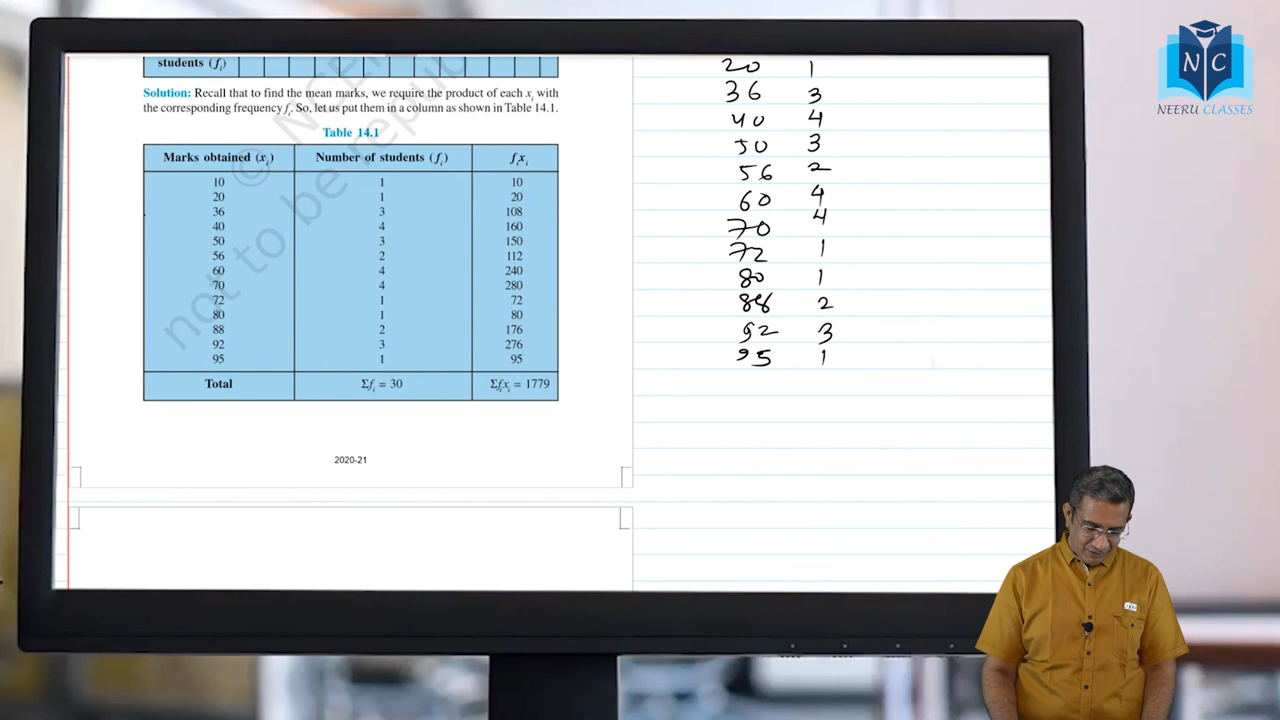 students (fi)
Solution: Recall that to find the mean marks, we require the product of each xi with
the corresponding frequency fi. So, let us put them in a column as shown in Table 14.1.
Table 14.1
Marks obtained (xi) Number of students (fi) fixi
10 1 10
20 1 20
36 3 108
40 4 160
50 3 150
56 2 112
60 4 240
70 4 280
72 1 72
80 1 80
88 2 176
92 3 276
95 1 95
Total Σfi = 30 Σfixi = 1779
2020-21
© NCER
not to be republ
20 1
36 3
40 4
50 3
56 2
60 4
70 4
72 1
80 1
88 2
92 3
95 1
N C
NEERU CLASSES